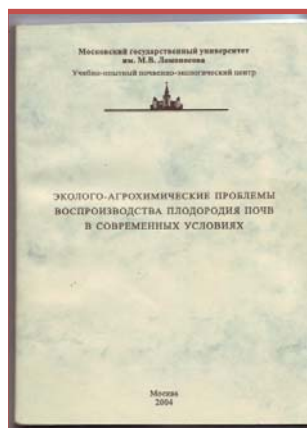 Московский государственный университет
им. М.В. Ломоносова
Учебно-опытный почвенно-экологический центр
ЭКОЛОГО-АГРОХИМИЧЕСКИЕ ПРОБЛЕМЫ
ВОСПРОИЗВОДСТВА ПЛОДОРОДИЯ ПОЧВ
В СОВРЕМЕННЫХ УСЛОВИЯХ
Москва
2004